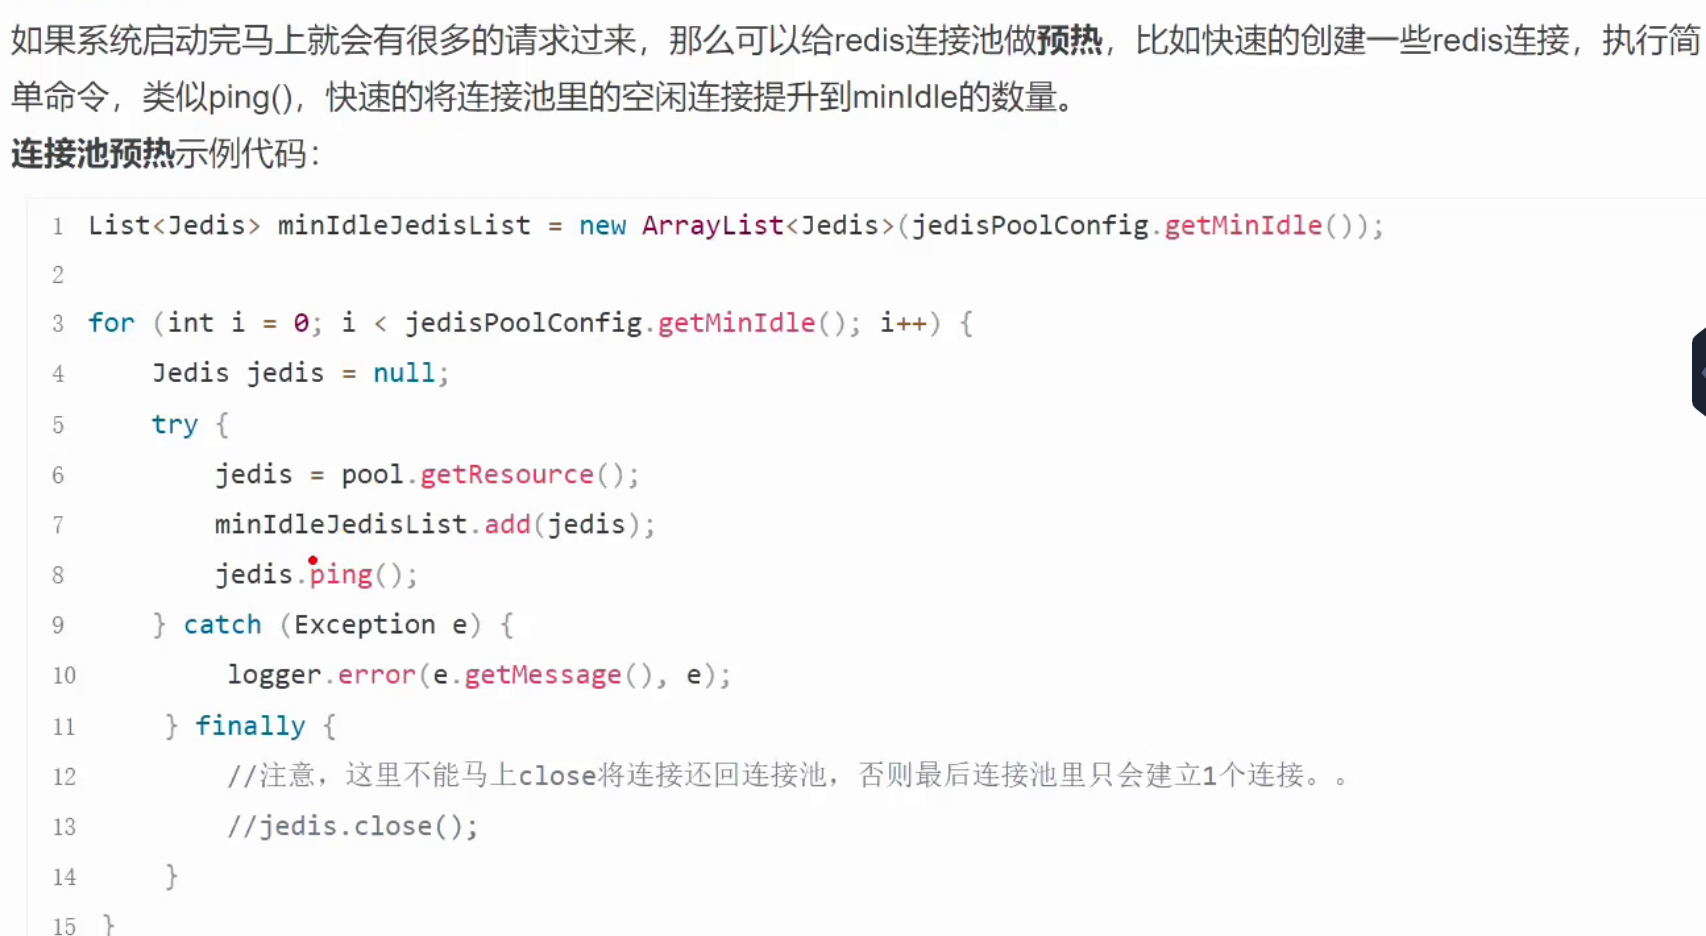 如果系统启动完马上就会有很多的请求过来，那么可以给redis连接池做预热，比如快速的创建一些redis连接，执行简
单命令，类似ping()，快速的将连接池里的空闲连接提升到minIdle的数量。
连接池预热示例代码：
1 List<Jedis> minIdleJedisList = new ArrayList<Jedis>(jedisPoolConfig.getMinIdle());
2
3 for (int i = 0; i < jedisPoolConfig.getMinIdle(); i++) {
4     Jedis jedis = null;
5     try {
6         jedis = pool.getResource();
7         minIdleJedisList.add(jedis);
8         jedis.ping();
9     } catch (Exception e) {
10         logger.error(e.getMessage(), e);
11     } finally {
12         //注意，这里不能马上close将连接还回连接池，否则最后连接池里只会建立1个连接。。
13         //jedis.close();
14     }
15 }